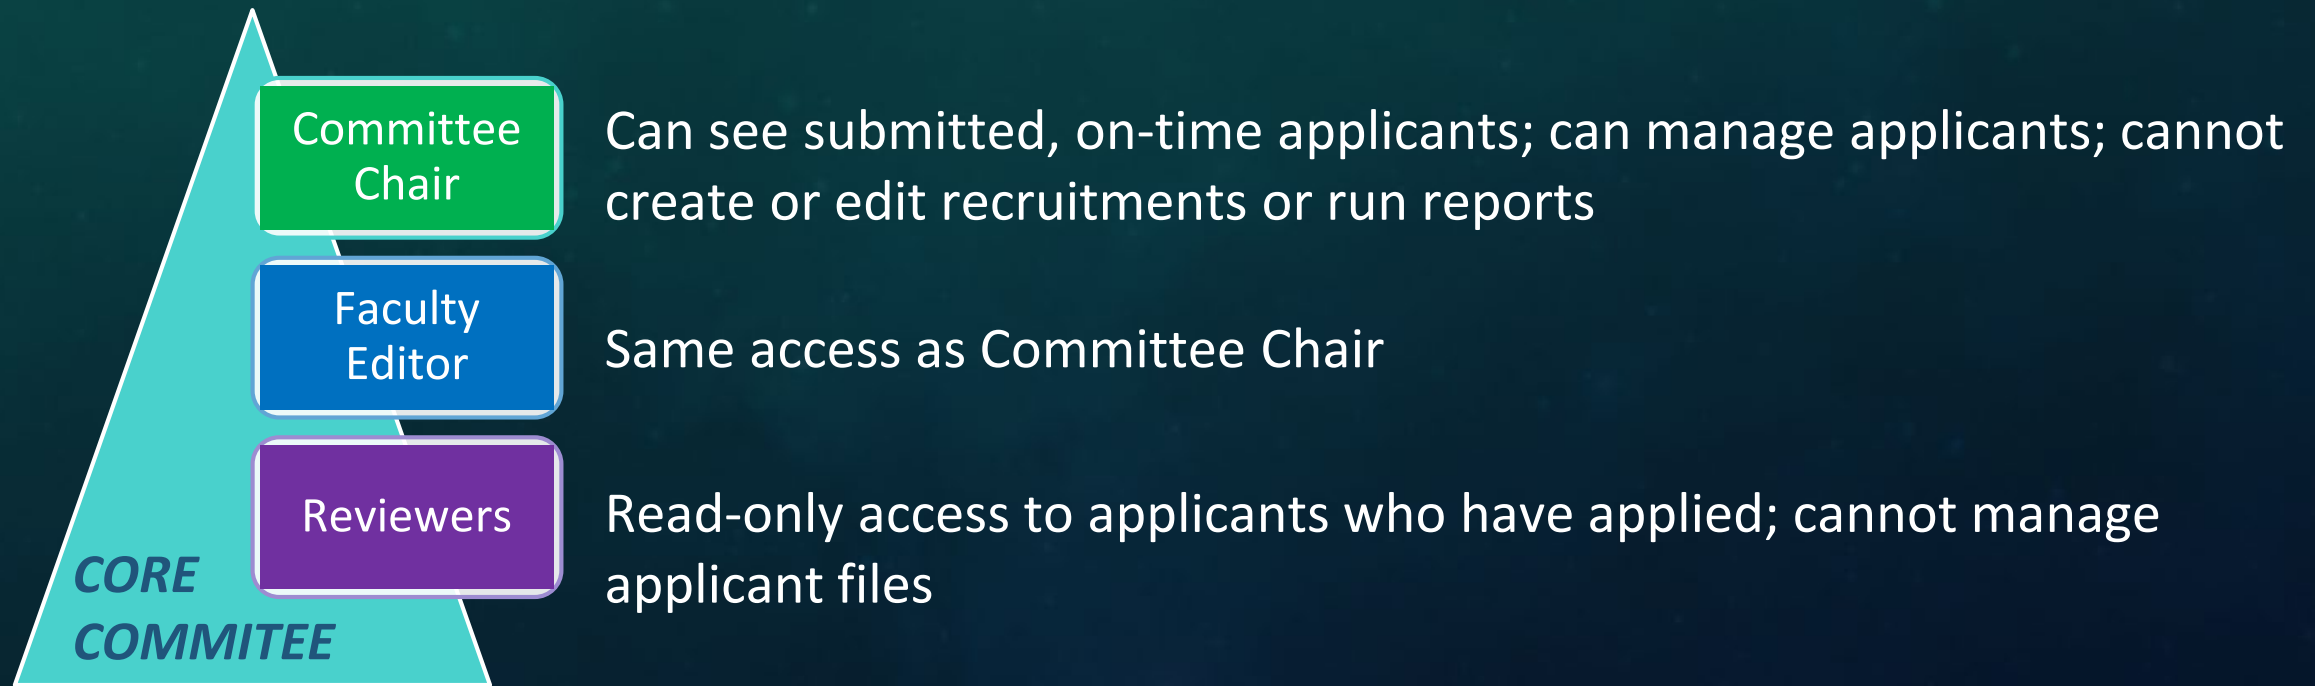 Committee
Chair
Can see submitted, on-time applicants; can manage applicants; cannot
create or edit recruitments or run reports
Faculty
Editor
Same access as Committee Chair
Reviewers
Read-only access to applicants who have applied; cannot manage
applicant files
CORE
COMMITEE